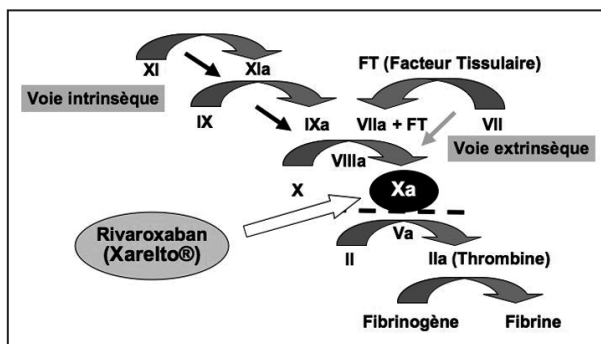 XI
XIa
FT (Facteur Tissulaire)
Voie intrinsèque
IX
IXa
VIIa + FT
VII
Voie extrinsèque
VIIIa
X
Xa
Rivaroxaban
(Xarelto®)
Va
II
IIa (Thrombine)
Fibrinogène
Fibrine